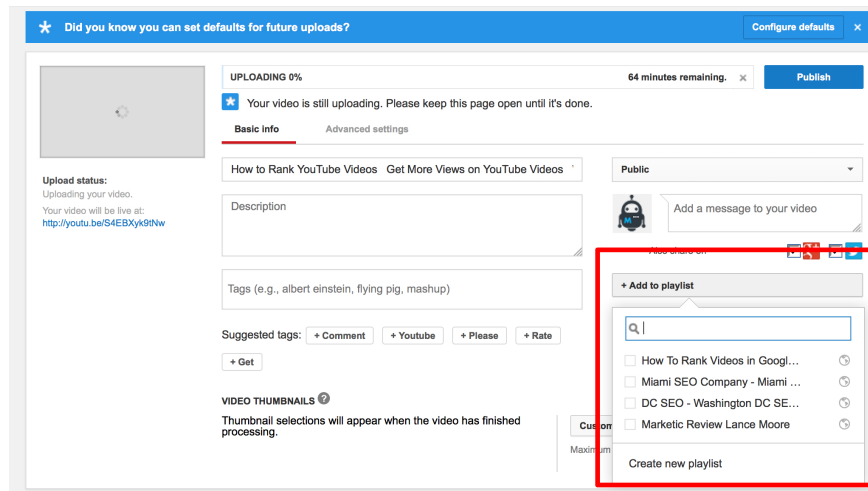 Did you know you can set defaults for future uploads?
Configure defaults
UPLOADING 0%
64 minutes remaining.
Publish
Your video is still uploading. Please keep this page open until it's done.
Basic info
Advanced settings
How to Rank YouTube Videos Get More Views on YouTube Videos
Public
Upload status:
Uploading your video.
Your video will be live at:
http://youtu.be/S4EBXyk9tNw
Description
Add a message to your video
Also share on
+ Add to playlist
Tags (e.g., albert einstein, flying pig, mashup)
Suggested tags: + Comment + Youtube + Please + Rate
+ Get
How To Rank Videos in Googl...
Miami SEO Company - Miami ...
DC SEO - Washington DC SE...
Marketic Review Lance Moore
Create new playlist
VIDEO THUMBNAILS ?
Thumbnail selections will appear when the video has finished
processing.
Maximum